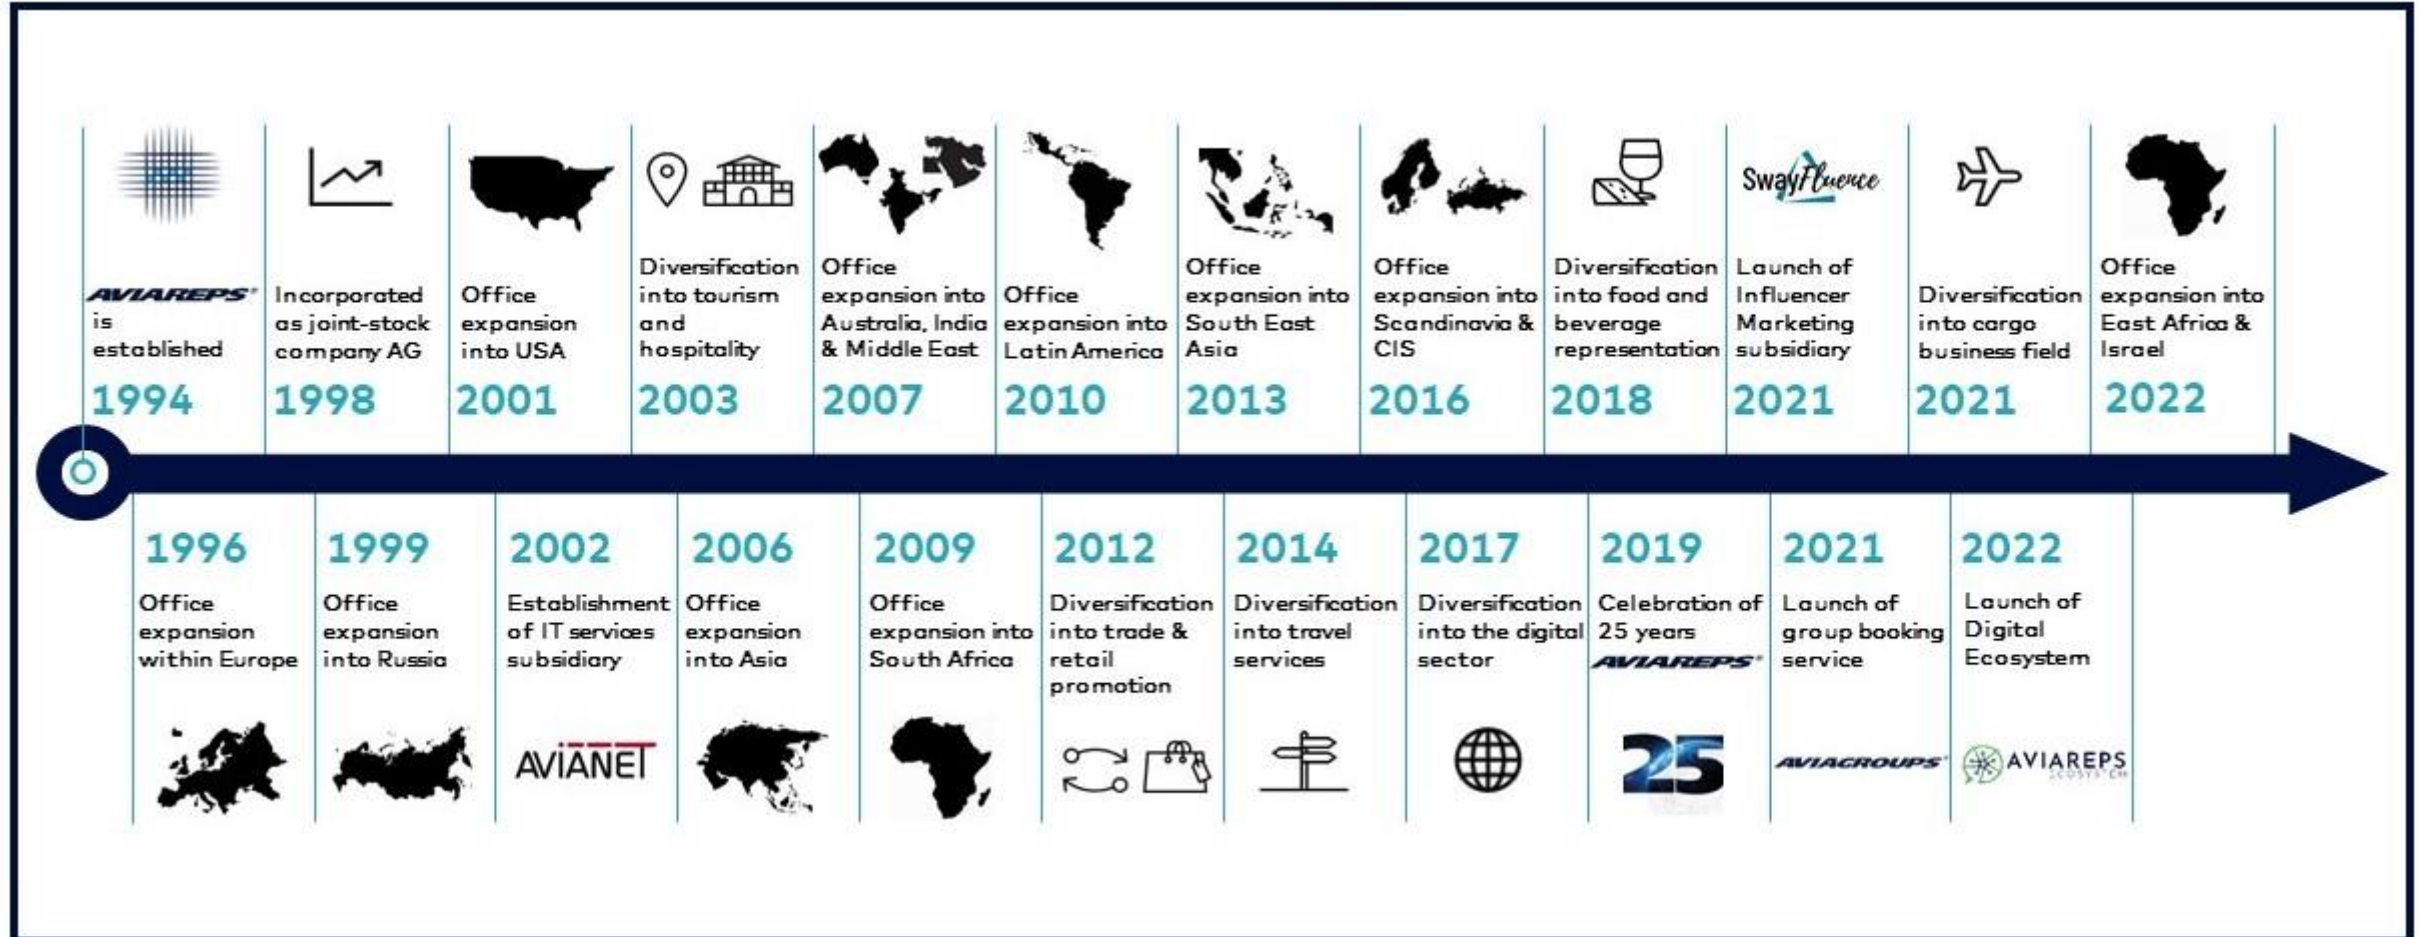 AVIAREPS®
is
established
1994
Incorporated
as joint-stock
company AG
1998
Office
expansion
into USA
2001
Diversification
into tourism
and
hospitality
2003
Office
expansion into
Australia, India
& Middle East
2007
Office
expansion into
Latin America
2010
Office
expansion into
South East
Asia
2013
Office
expansion into
Scandinavia &
CIS
2016
Diversification
into food and
beverage
representation
2018
SwayFluence
Launch of
Influencer
Marketing
subsidiary
2021
Diversification
into cargo
business field
2021
Office
expansion into
East Africa &
Israel
2022
1996
Office
expansion
within Europe
1999
Office
expansion
into Russia
2002
Establishment
of IT services
subsidiary
AVIANET
2006
Office
expansion
into Asia
2009
Office
expansion into
South Africa
2012
Diversification
into trade &
retail
promotion
2014
Diversification
into travel
services
2017
Diversification
into the digital
sector
2019
Celebration of
25 years
AVIAREPS®
25
2021
Launch of
group booking
service
AVIAGROUPS®
2022
Launch of
Digital
Ecosystem
AVIAREPS
ECOSYSTEM